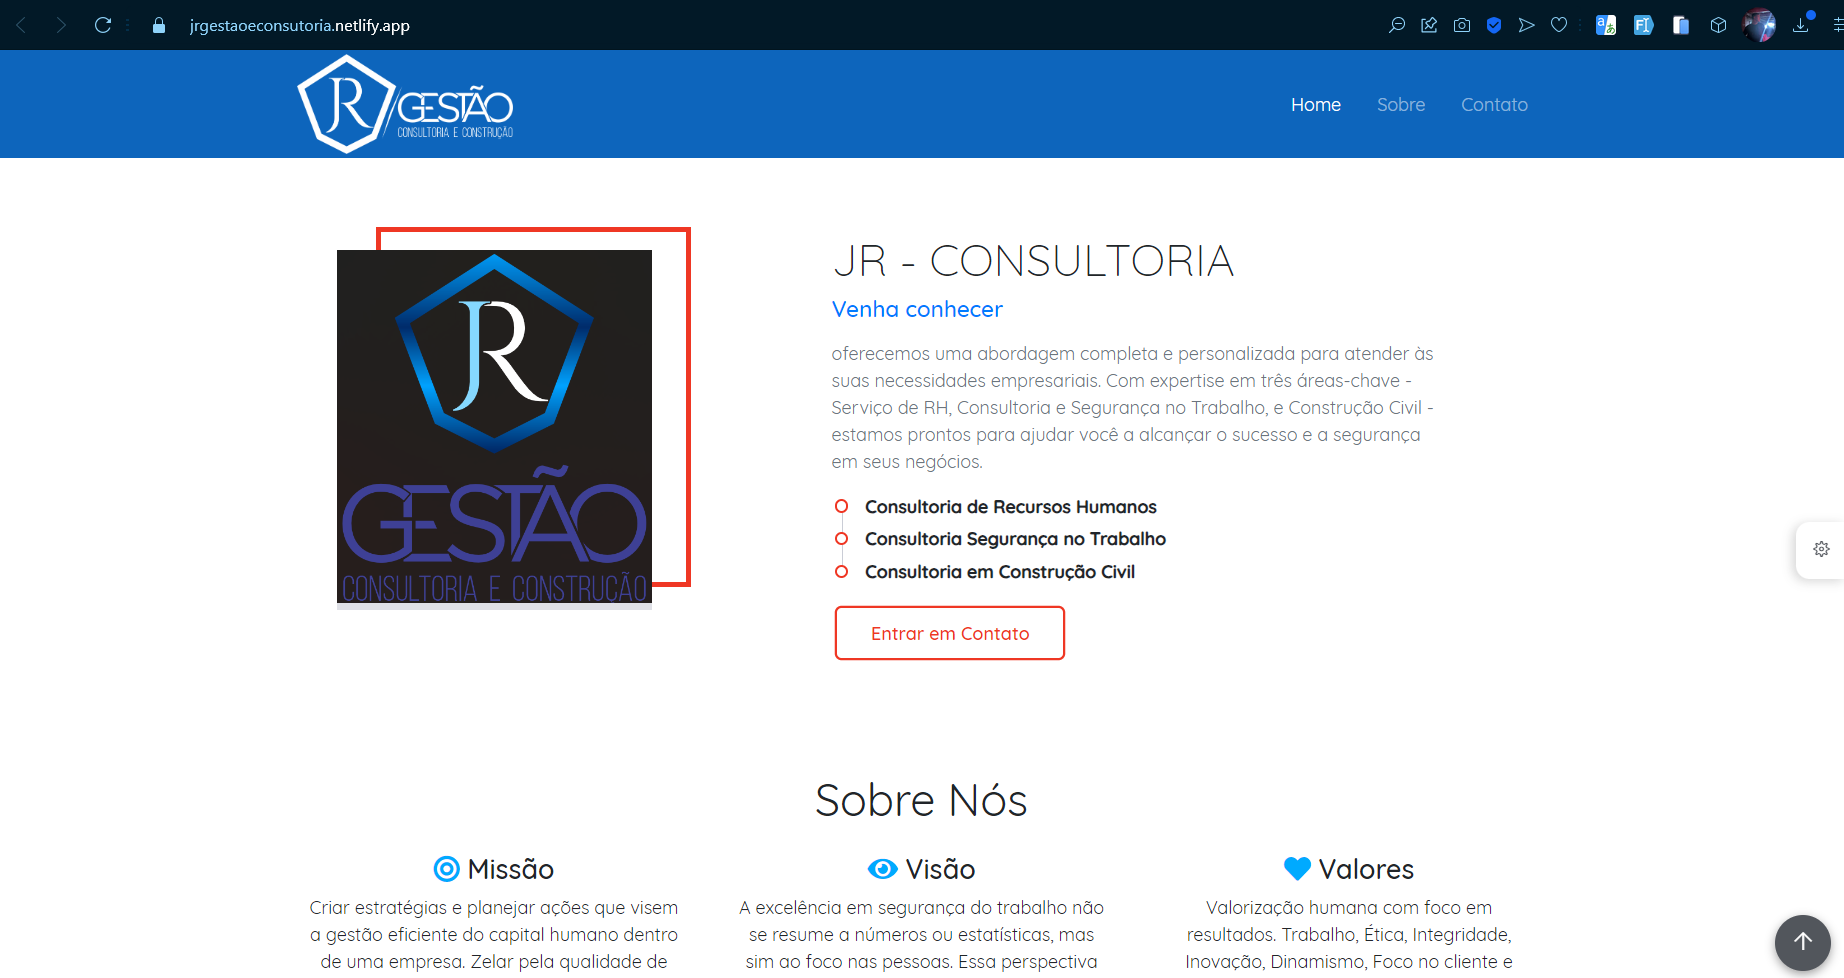 jrgestaoeconsutoria.netlify.app
JR GESTÃO
CONSULTORIA E CONSTRUÇÃO
Home Sobre Contato
JR
GESTÃO
CONSULTORIA E CONSTRUÇÃO
JR - CONSULTORIA
Venha conhecer
oferecemos uma abordagem completa e personalizada para atender às
suas necessidades empresariais. Com expertise em três áreas-chave -
Serviço de RH, Consultoria e Segurança no Trabalho, e Construção Civil -
estamos prontos para ajudar você a alcançar o sucesso e a segurança
em seus negócios.
Consultoria de Recursos Humanos
Consultoria Segurança no Trabalho
Consultoria em Construção Civil
Entrar em Contato
Sobre Nós
Missão
Criar estratégias e planejar ações que visem
a gestão eficiente do capital humano dentro
de uma empresa. Zelar pela qualidade de
Visão
A excelência em segurança do trabalho não
se resume a números ou estatísticas, mas
sim ao foco nas pessoas. Essa perspectiva
Valores
Valorização humana com foco em
resultados. Trabalho, Ética, Integridade,
Inovação, Dinamismo, Foco no cliente e